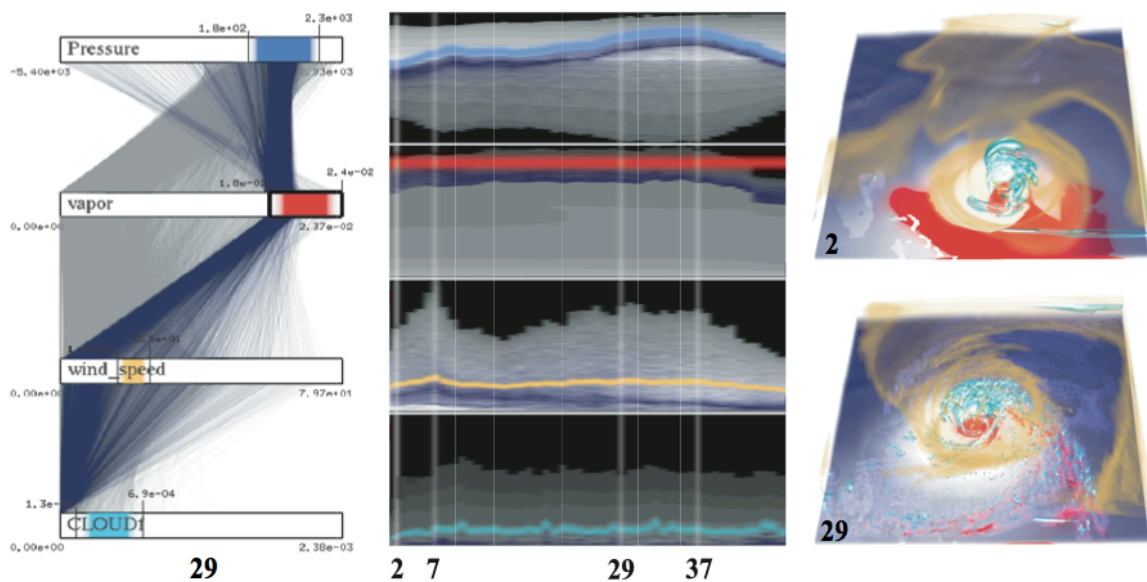 1.8e+02
2.3e+03
Pressure
-5.40e+03
1.8e-02
2.4e-02
vapor
0.00e+00
2.37e-02
wind_speed
0.00e+00
7.97e+01
1.3e-
6.9e-04
CLOUDf
0.00e+00
2.38e-03
29
2 7 29 37
2
29